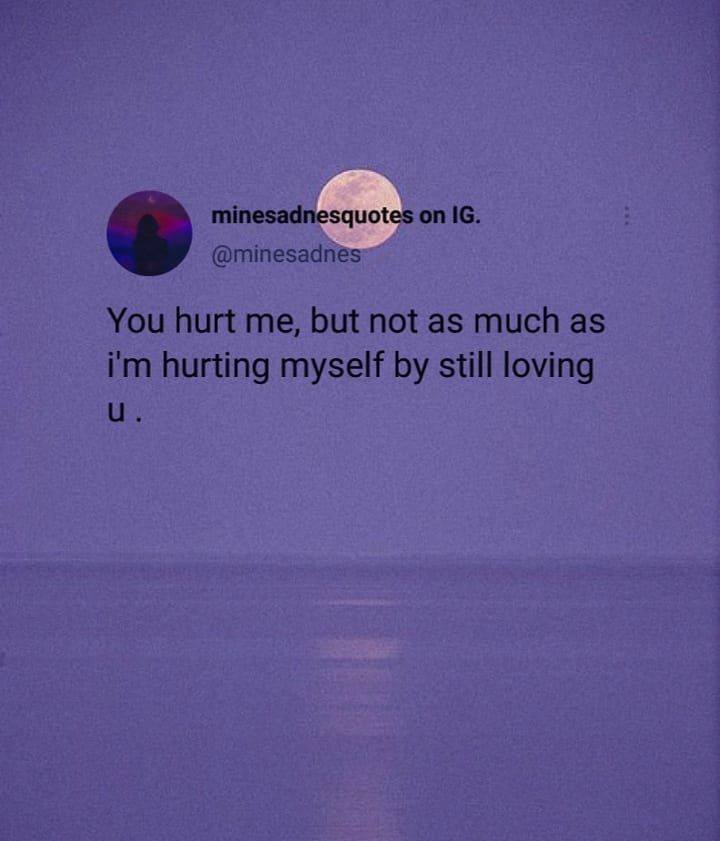 minesadnesquotes on IG.
@minesadnes
You hurt me, but not as much as
i'm hurting myself by still loving
u .